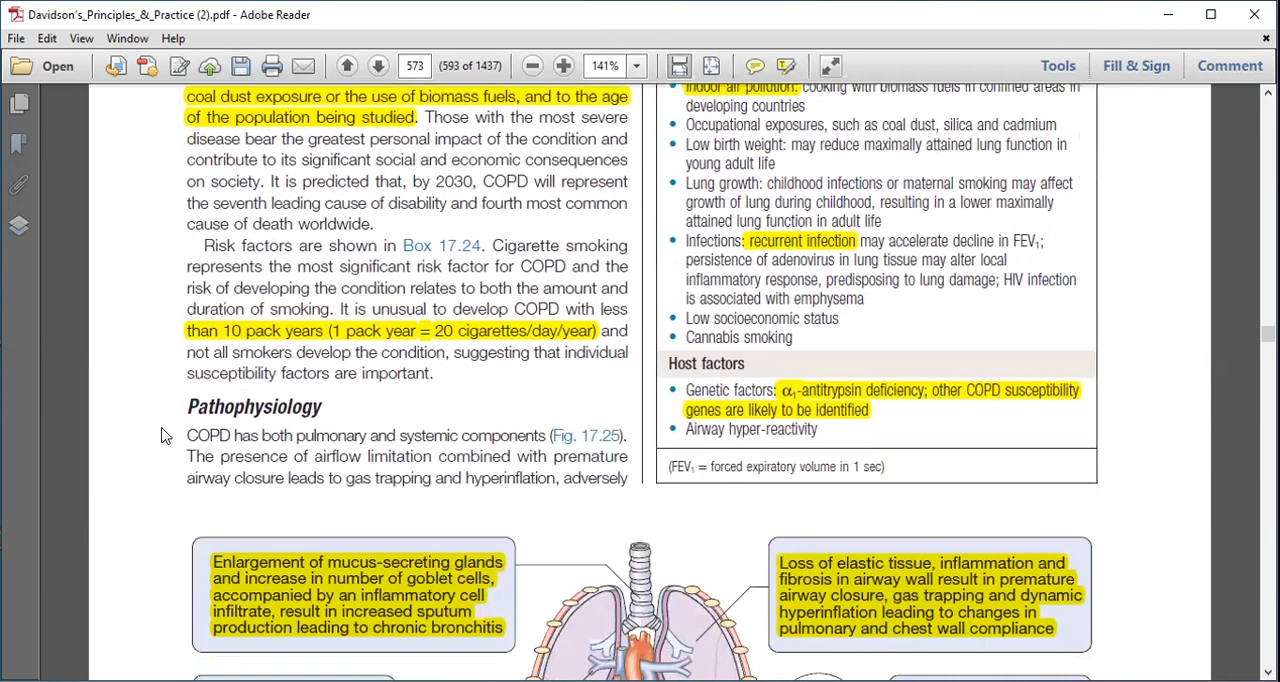 Davidson's_Principles_&_Practice (2).pdf - Adobe Reader
File Edit View Window Help
Open 573 (593 of 1437) 141% Tools Fill & Sign Comment
coal dust exposure or the use of biomass fuels, and to the age
of the population being studied. Those with the most severe
disease bear the greatest personal impact of the condition and
contribute to its significant social and economic consequences
on society. It is predicted that, by 2030, COPD will represent
the seventh leading cause of disability and fourth most common
cause of death worldwide.
Risk factors are shown in Box 17.24. Cigarette smoking
represents the most significant risk factor for COPD and the
risk of developing the condition relates to both the amount and
duration of smoking. It is unusual to develop COPD with less
than 10 pack years (1 pack year = 20 cigarettes/day/year) and
not all smokers develop the condition, suggesting that individual
susceptibility factors are important.
Pathophysiology
COPD has both pulmonary and systemic components (Fig. 17.25).
The presence of airflow limitation combined with premature
airway closure leads to gas trapping and hyperinflation, adversely
Indoor air pollution: cooking with biomass fuels in confined areas in
developing countries
• Occupational exposures, such as coal dust, silica and cadmium
• Low birth weight: may reduce maximally attained lung function in
young adult life
• Lung growth: childhood infections or maternal smoking may affect
growth of lung during childhood, resulting in a lower maximally
attained lung function in adult life
• Infections: recurrent infection may accelerate decline in FEV₁;
persistence of adenovirus in lung tissue may alter local
inflammatory response, predisposing to lung damage; HIV infection
is associated with emphysema
• Low socioeconomic status
• Cannabis smoking
Host factors
• Genetic factors: α₁-antitrypsin deficiency; other COPD susceptibility
genes are likely to be identified
• Airway hyper-reactivity
(FEV₁ = forced expiratory volume in 1 sec)
Enlargement of mucus-secreting glands
and increase in number of goblet cells,
accompanied by an inflammatory cell
infiltrate, result in increased sputum
production leading to chronic bronchitis
Loss of elastic tissue, inflammation and
fibrosis in airway wall result in premature
airway closure, gas trapping and dynamic
hyperinflation leading to changes in
pulmonary and chest wall compliance